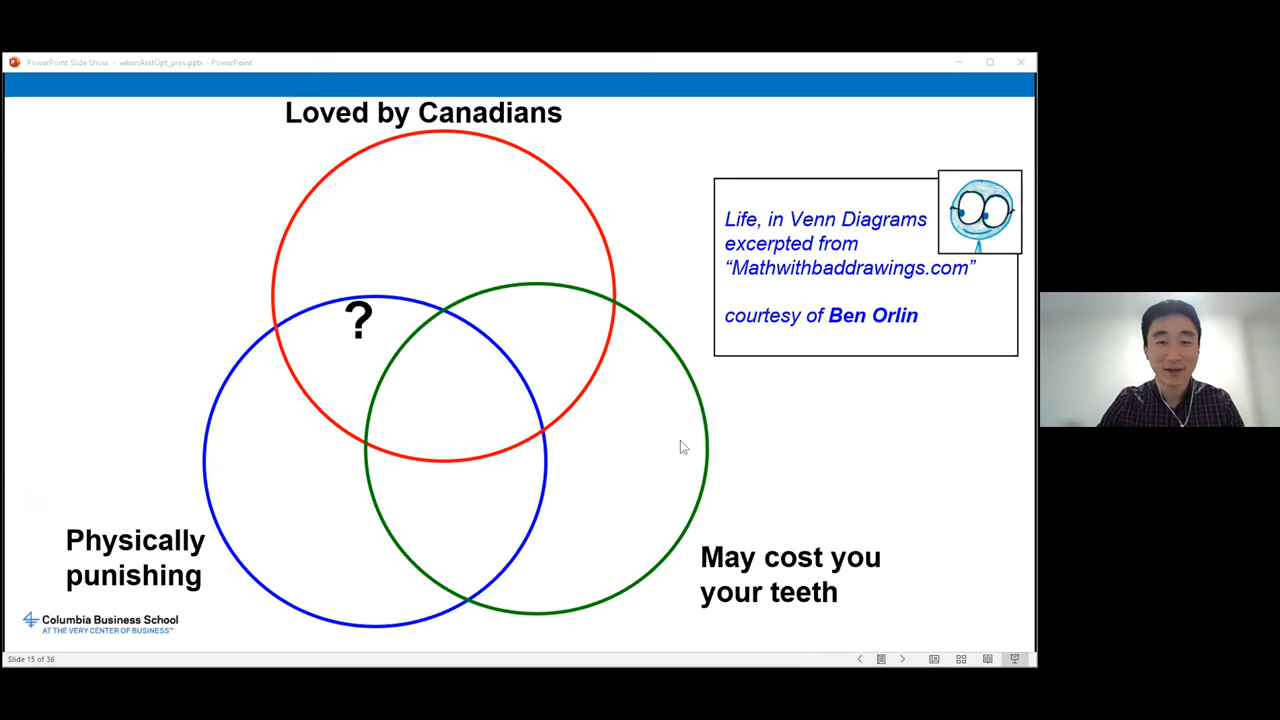 PowerPoint Slide Show - whenAsstOpt_pres.pptx - PowerPoint
Loved by Canadians
Life, in Venn Diagrams
excerpted from
“Mathwithbaddrawings.com”
courtesy of Ben Orlin
?
Physically
punishing
May cost you
your teeth
Columbia Business School
AT THE VERY CENTER OF BUSINESS™
Slide 15 of 36